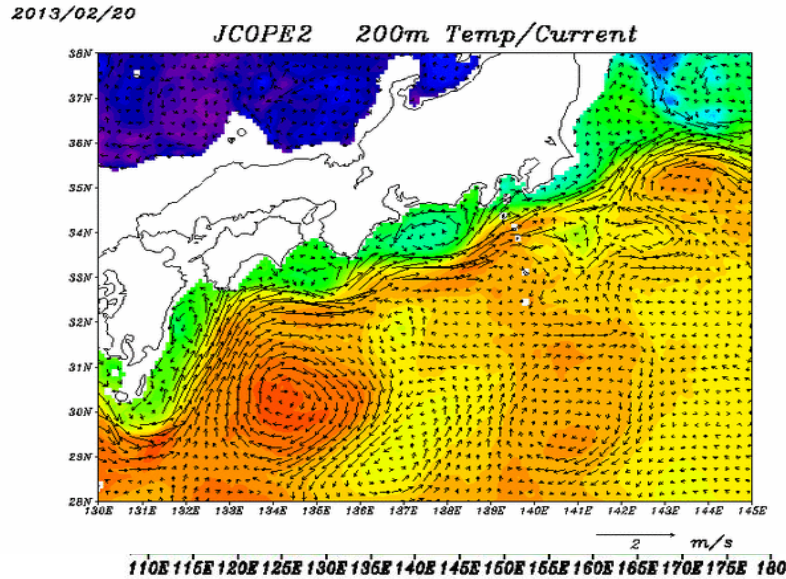 2013/02/20
JCOPE2 200m Temp/Current
38N
37N
36N
35N
34N
33N
32N
31N
30N
29N
28N
130E 131E 132E 133E 134E 135E 136E 137E 138E 139E 140E 141E 142E 143E 144E 145E
2 m/s
110E 115E 120E 125E 130E 135E 140E 145E 150E 155E 160E 165E 170E 175E 180